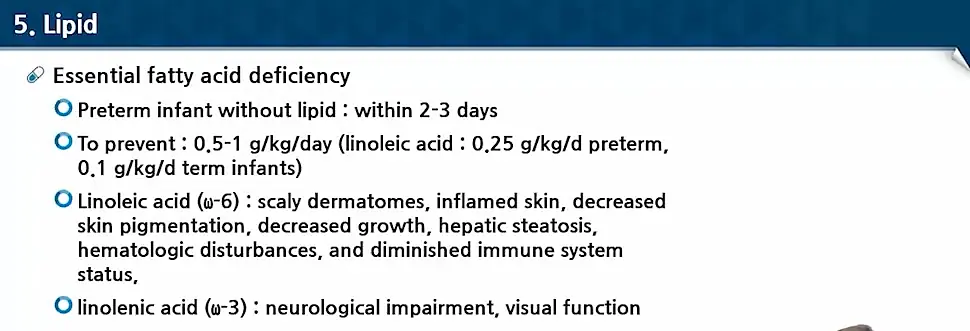 5. Lipid
Essential fatty acid deficiency
Preterm infant without lipid : within 2-3 days
To prevent : 0.5-1 g/kg/day (linoleic acid : 0.25 g/kg/d preterm,
0.1 g/kg/d term infants)
Linoleic acid (ω-6) : scaly dermatomes, inflamed skin, decreased
skin pigmentation, decreased growth, hepatic steatosis,
hematologic disturbances, and diminished immune system
status,
linolenic acid (ω-3) : neurological impairment, visual function